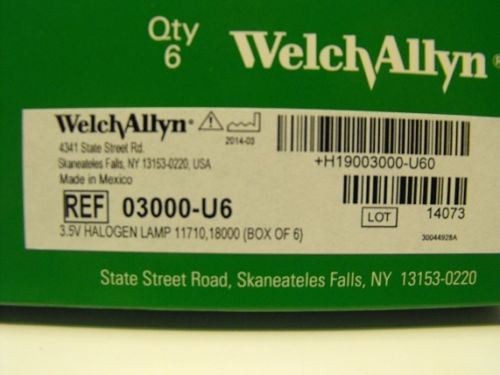 Qty
6
WelchAllyn®
WelchAllyn®
2014-03
4341 State Street Rd.
Skaneateles Falls, NY 13153-0220, USA
Made in Mexico
+H19003000-U60
REF 03000-U6
LOT 14073
3.5V HALOGEN LAMP 11710,18000 (BOX OF 6)
30044928A
State Street Road, Skaneateles Falls, NY 13153-0220